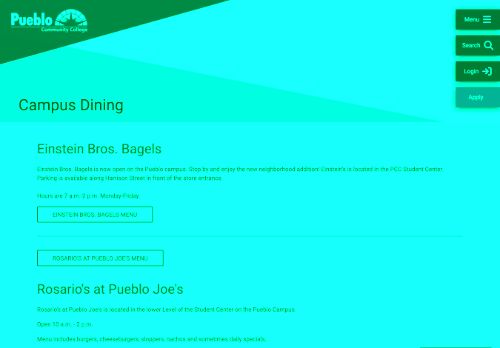 Pueblo
Community College
Menu
Search
Login
Apply
Campus Dining
Einstein Bros. Bagels
Einstein Bros. Bagels is now open on the Pueblo campus. Stop by and enjoy the new neighborhood addition! Einstein's is located in the PCC Student Center.
Parking is available along Harrison Street in front of the store entrance.
Hours are 7 a.m.-2 p.m. Monday-Friday
EINSTEIN BROS. BAGELS MENU
ROSARIO'S AT PUEBLO JOE'S MENU
Rosario's at Pueblo Joe's
Rosario's at Pueblo Joe's is located in the lower Level of the Student Center on the Pueblo Campus.
Open 10 a.m. - 2 p.m.
Menu includes burgers, cheeseburgers, sloppers, nachos and sometimes daily specials.